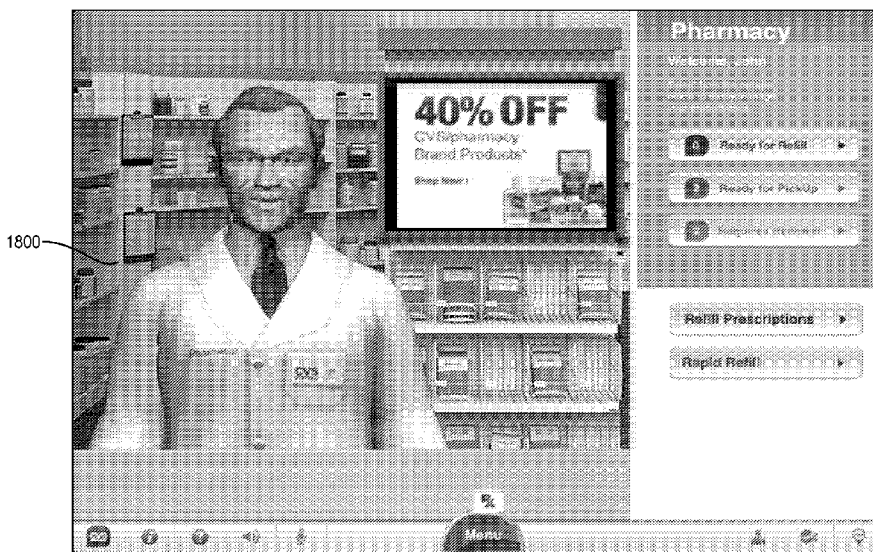 Pharmacy
40% OFF
CVS/pharmacy
Brand Products*
Shop Now
Ready for Refill
Ready for PickUp
1800
Refill Prescriptions
Rapid Refill
CVS
Menu